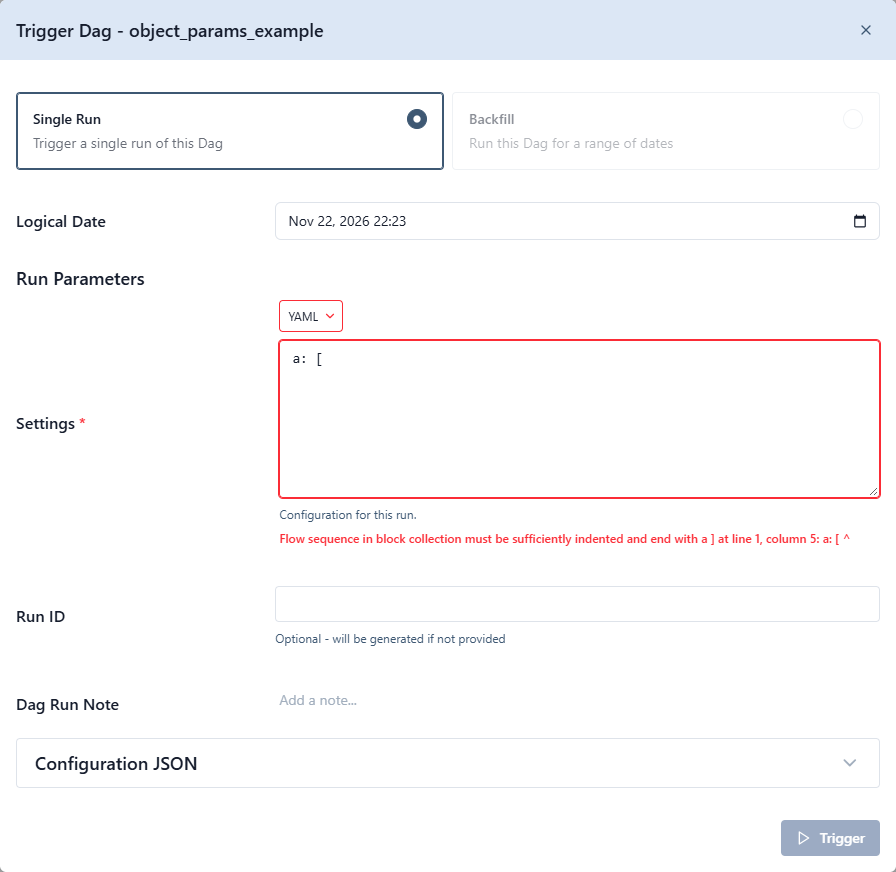 Trigger Dag - object_params_example
Single Run
Trigger a single run of this Dag
Backfill
Run this Dag for a range of dates
Logical Date
Nov 22, 2026 22:23
Run Parameters
YAML
a: [
Settings *
Configuration for this run.
Flow sequence in block collection must be sufficiently indented and end with a ] at line 1, column 5: a: [ ^
Run ID
Optional - will be generated if not provided
Dag Run Note
Add a note...
Configuration JSON
Trigger